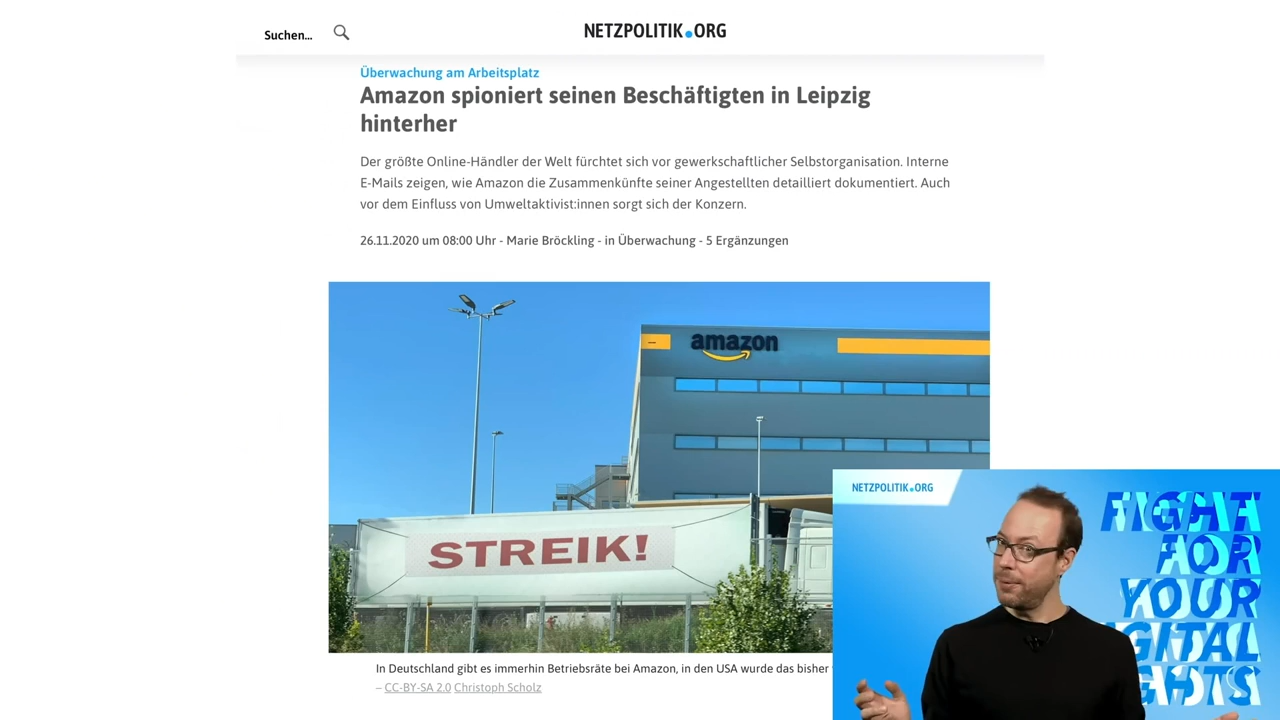 Suchen...
NETZPOLITIK.ORG
Überwachung am Arbeitsplatz
Amazon spioniert seinen Beschäftigten in Leipzig
hinterher
Der größte Online-Händler der Welt fürchtet sich vor gewerkschaftlicher Selbstorganisation. Interne
E-Mails zeigen, wie Amazon die Zusammenkünfte seiner Angestellten detailliert dokumentiert. Auch
vor dem Einfluss von Umweltaktivist:innen sorgt sich der Konzern.
26.11.2020 um 08:00 Uhr - Marie Bröckling - in Überwachung - 5 Ergänzungen
amazon
STREIK!
In Deutschland gibt es immerhin Betriebsräte bei Amazon, in den USA wurde das bisher
– CC-BY-SA 2.0 Christoph Scholz
NETZPOLITIK.ORG
FIGHT
FOR
YOUR
DIGITAL
RIGHTS